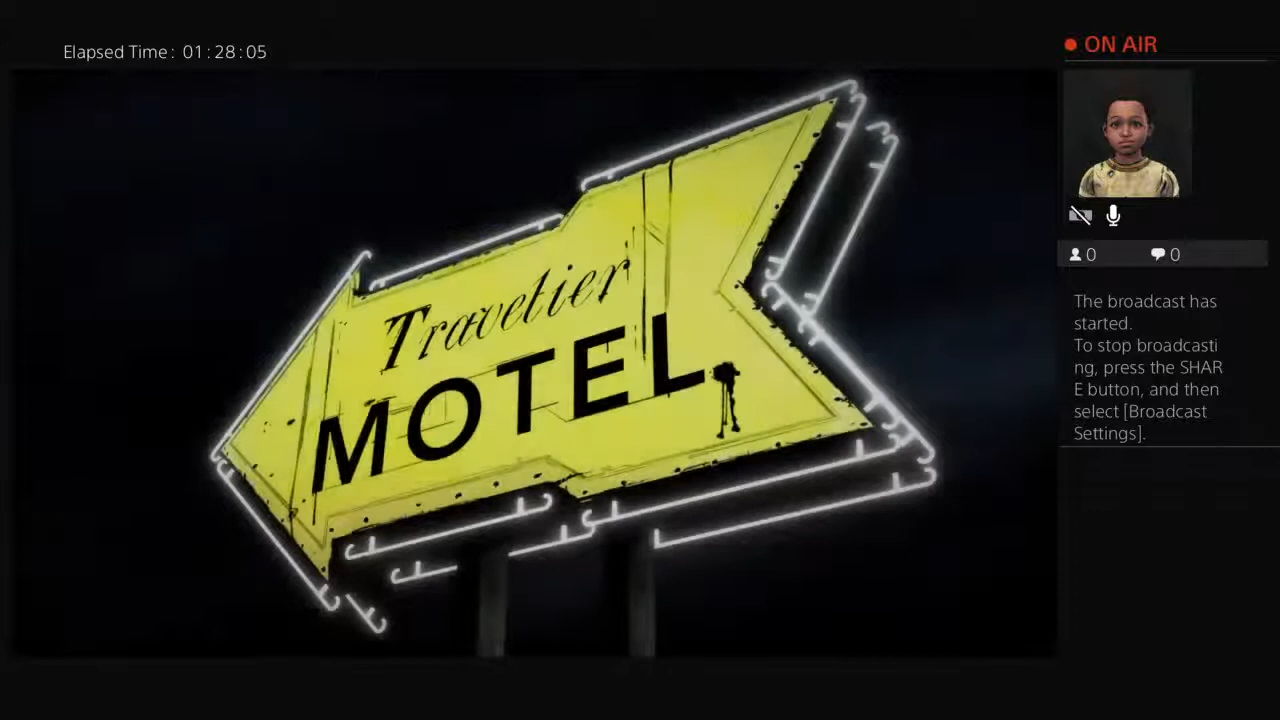 Elapsed Time: 01:28:05
ON AIR
0 0
The broadcast has
started.
To stop broadcasti
ng, press the SHAR
E button, and then
select [Broadcast
Settings].
Travelier
MOTEL